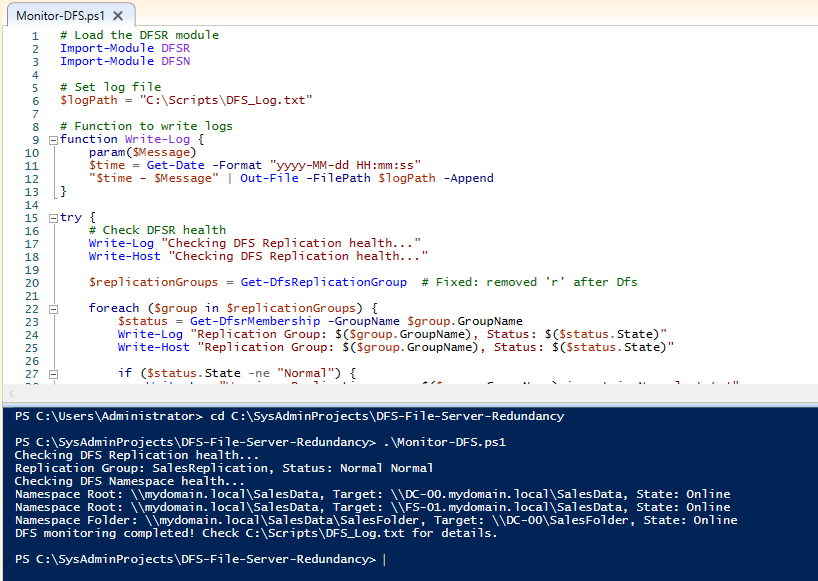 Monitor-DFS.ps1 X
1 # Load the DFSR module
2 Import-Module DFSR
3 Import-Module DFSN
4
5 # Set log file
6 $logPath = "C:\Scripts\DFS_Log.txt"
7
8 # Function to write logs
9 function Write-Log {
10 param($Message)
11 $time = Get-Date -Format "yyyy-MM-dd HH:mm:ss"
12 "$time - $Message" | Out-File -FilePath $logPath -Append
13 }
14
15 try {
16 # Check DFSR health
17 Write-Log "Checking DFS Replication health..."
18 Write-Host "Checking DFS Replication health..."
19
20 $replicationGroups = Get-DfsReplicationGroup # Fixed: removed 'r' after Dfs
21
22 foreach ($group in $replicationGroups) {
23 $status = Get-DfsrMembership -GroupName $group.GroupName
24 Write-Log "Replication Group: $($group.GroupName), Status: $($status.State)"
25 Write-Host "Replication Group: $($group.GroupName), Status: $($status.State)"
26
27 if ($status.State -ne "Normal") {
PS C:\Users\Administrator> cd C:\SysAdminProjects\DFS-File-Server-Redundancy
PS C:\SysAdminProjects\DFS-File-Server-Redundancy> .\Monitor-DFS.ps1
Checking DFS Replication health...
Replication Group: SalesReplication, Status: Normal Normal
Checking DFS Namespace health...
Namespace Root: \\mydomain.local\SalesData, Target: \\DC-00.mydomain.local\SalesData, State: Online
Namespace Root: \\mydomain.local\SalesData, Target: \\FS-01.mydomain.local\SalesData, State: Online
Namespace Folder: \\mydomain.local\SalesData\SalesFolder, Target: \\DC-00\SalesFolder, State: Online
DFS monitoring completed! Check C:\Scripts\DFS_Log.txt for details.
PS C:\SysAdminProjects\DFS-File-Server-Redundancy>